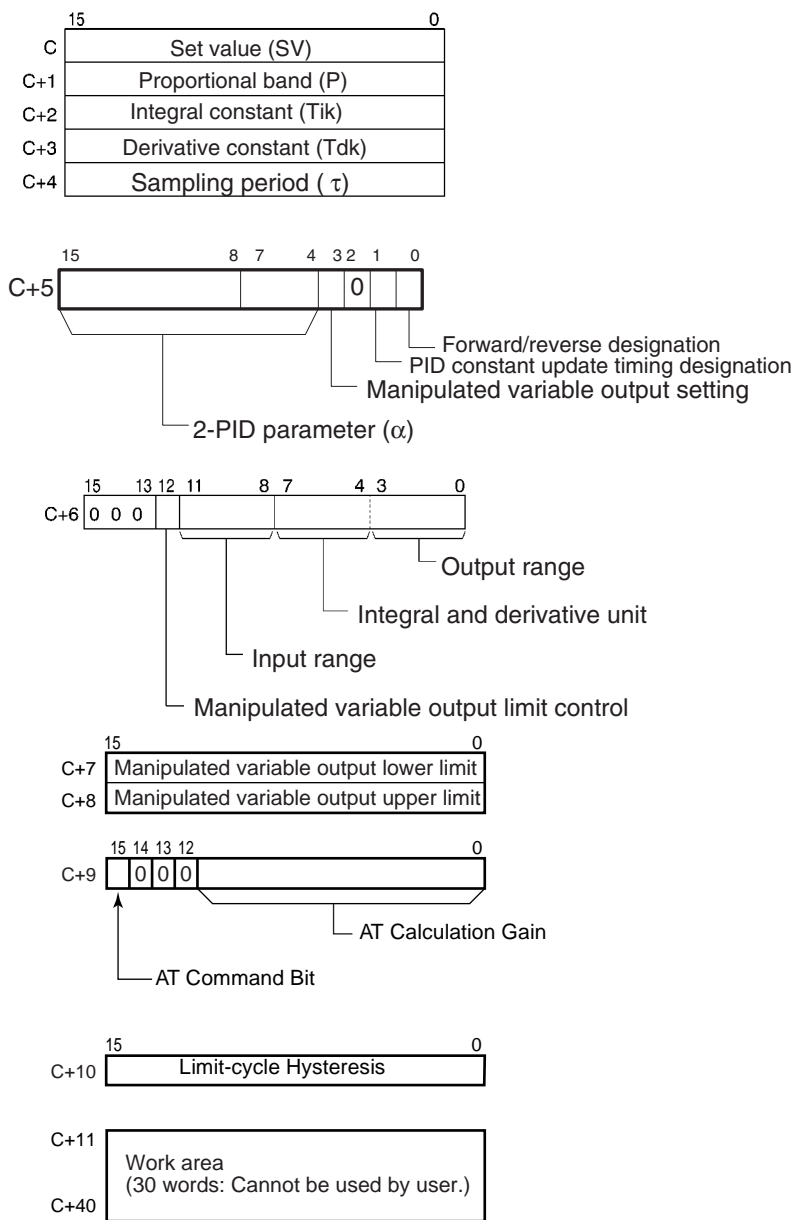 15 0
C Set value (SV)
C+1 Proportional band (P)
C+2 Integral constant (Tik)
C+3 Derivative constant (Tdk)
C+4 Sampling period ( τ)
15 8 7 4 3 2 1 0
C+5 0
Forward/reverse designation
PID constant update timing designation
Manipulated variable output setting
2-PID parameter (α)
15 13 12 11 8 7 4 3 0
C+6 0 0 0
Output range
Integral and derivative unit
Input range
Manipulated variable output limit control
15 0
C+7 Manipulated variable output lower limit
C+8 Manipulated variable output upper limit
15 14 13 12 0
C+9 0 0 0
AT Calculation Gain
AT Command Bit
15 0
C+10 Limit-cycle Hysteresis
C+11
Work area
(30 words: Cannot be used by user.)
C+40